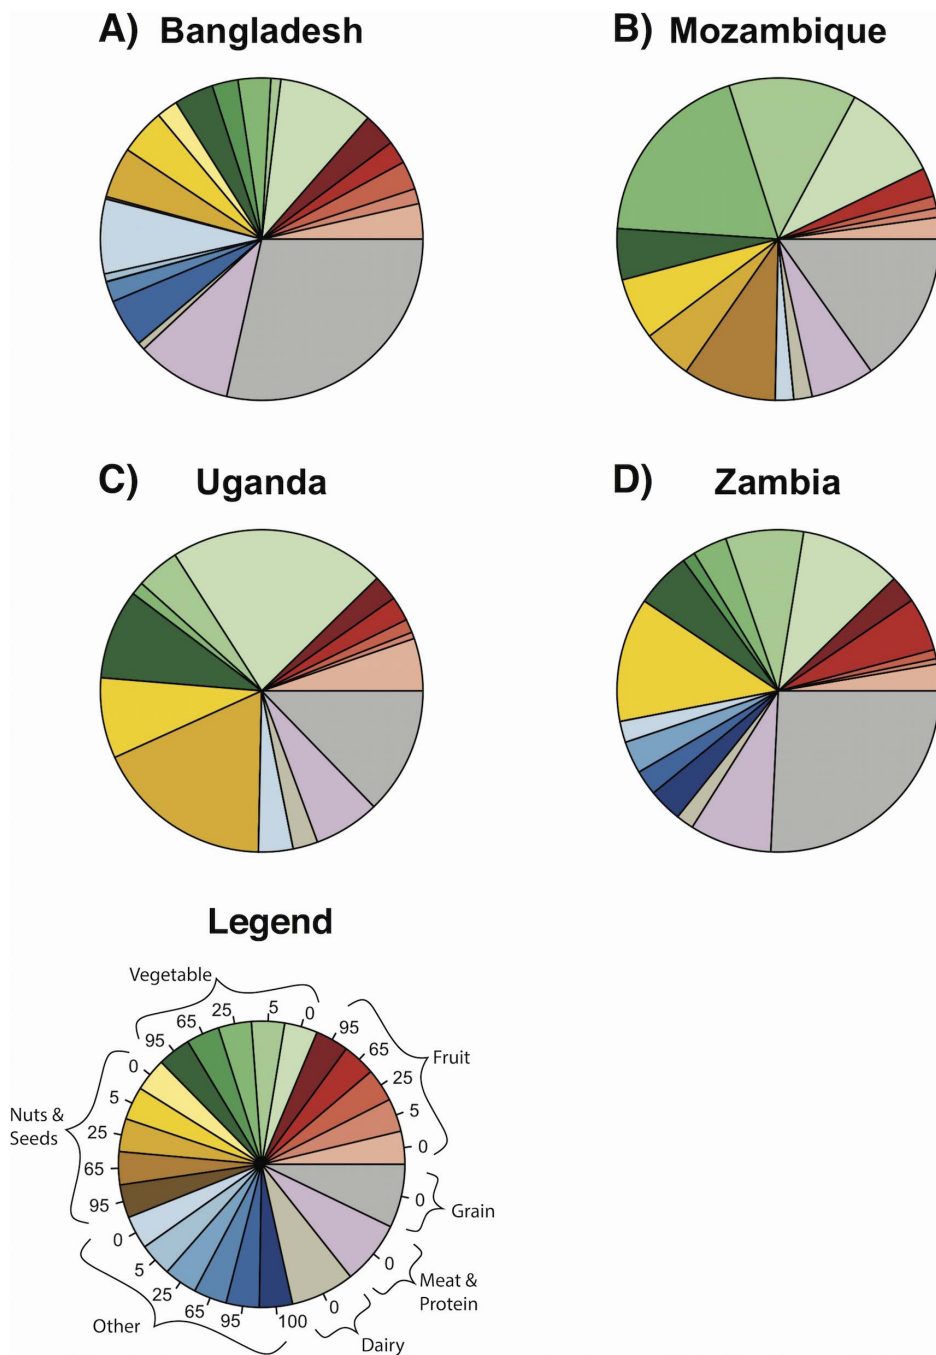 A) Bangladesh
B) Mozambique
C) Uganda
D) Zambia
Legend
Vegetable
95
65
25
5
0
Fruit
95
65
25
5
0
Nuts &
Seeds
0
5
25
65
95
Other
0
5
25
65
95
100
Grain
0
Meat &
Protein
0
Dairy
0